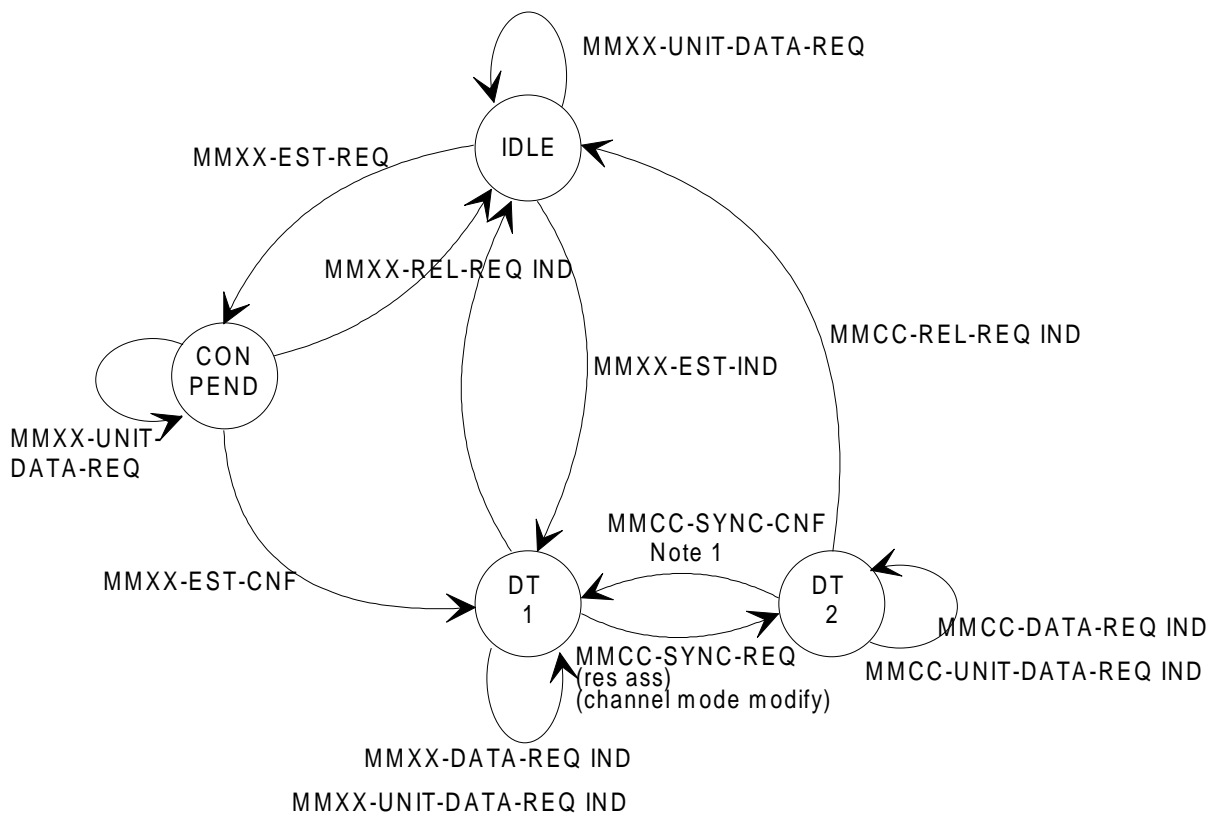 MMXX-UNIT-DATA-REQ
IDLE
MMXX-EST-REQ
MMXX-REL-REQ IND
MMCC-REL-REQ IND
MMXX-EST-IND
CON
PEND
MMXX-UNIT-
DATA-REQ
MMCC-SYNC-CNF
Note 1
MMXX-EST-CNF
DT
1
DT
2
MMCC-DATA-REQ IND
MMCC-UNIT-DATA-REQ IND
MMCC-SYNC-REQ
(res ass)
(channel mode modify)
MMXX-DATA-REQ IND
MMXX-UNIT-DATA-REQ IND